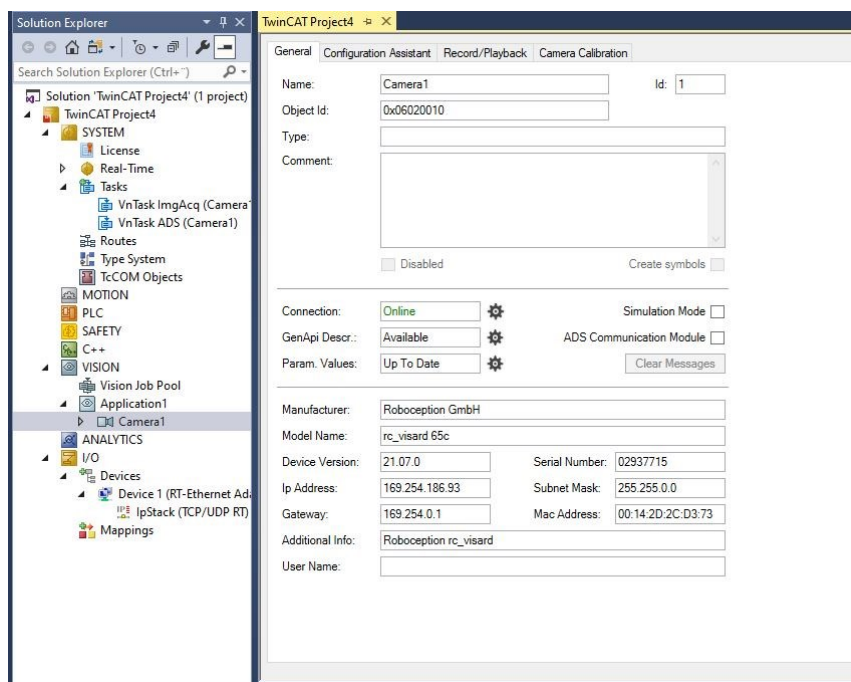 Solution Explorer
Search Solution Explorer (Ctrl+¨)
Solution 'TwinCAT Project4' (1 project)
TwinCAT Project4
SYSTEM
License
Real-Time
Tasks
VnTask ImgAcq (Camera1
VnTask ADS (Camera1)
Routes
Type System
TcCOM Objects
MOTION
PLC
SAFETY
C++
VISION
Vision Job Pool
Application1
Camera1
ANALYTICS
I/O
Devices
Device 1 (RT-Ethernet Ada
IpStack (TCP/UDP RT)
Mappings
TwinCAT Project4
General Configuration Assistant Record/Playback Camera Calibration
Name: Camera1 Id: 1
Object Id: 0x06020010
Type:
Comment:
Disabled Create symbols
Connection: Online Simulation Mode
GenApi Descr.: Available ADS Communication Module
Param. Values: Up To Date Clear Messages
Manufacturer: Roboception GmbH
Model Name: rc_visard 65c
Device Version: 21.07.0 Serial Number: 02937715
Ip Address: 169.254.186.93 Subnet Mask: 255.255.0.0
Gateway: 169.254.0.1 Mac Address: 00:14:2D:2C:D3:73
Additional Info: Roboception rc_visard
User Name: